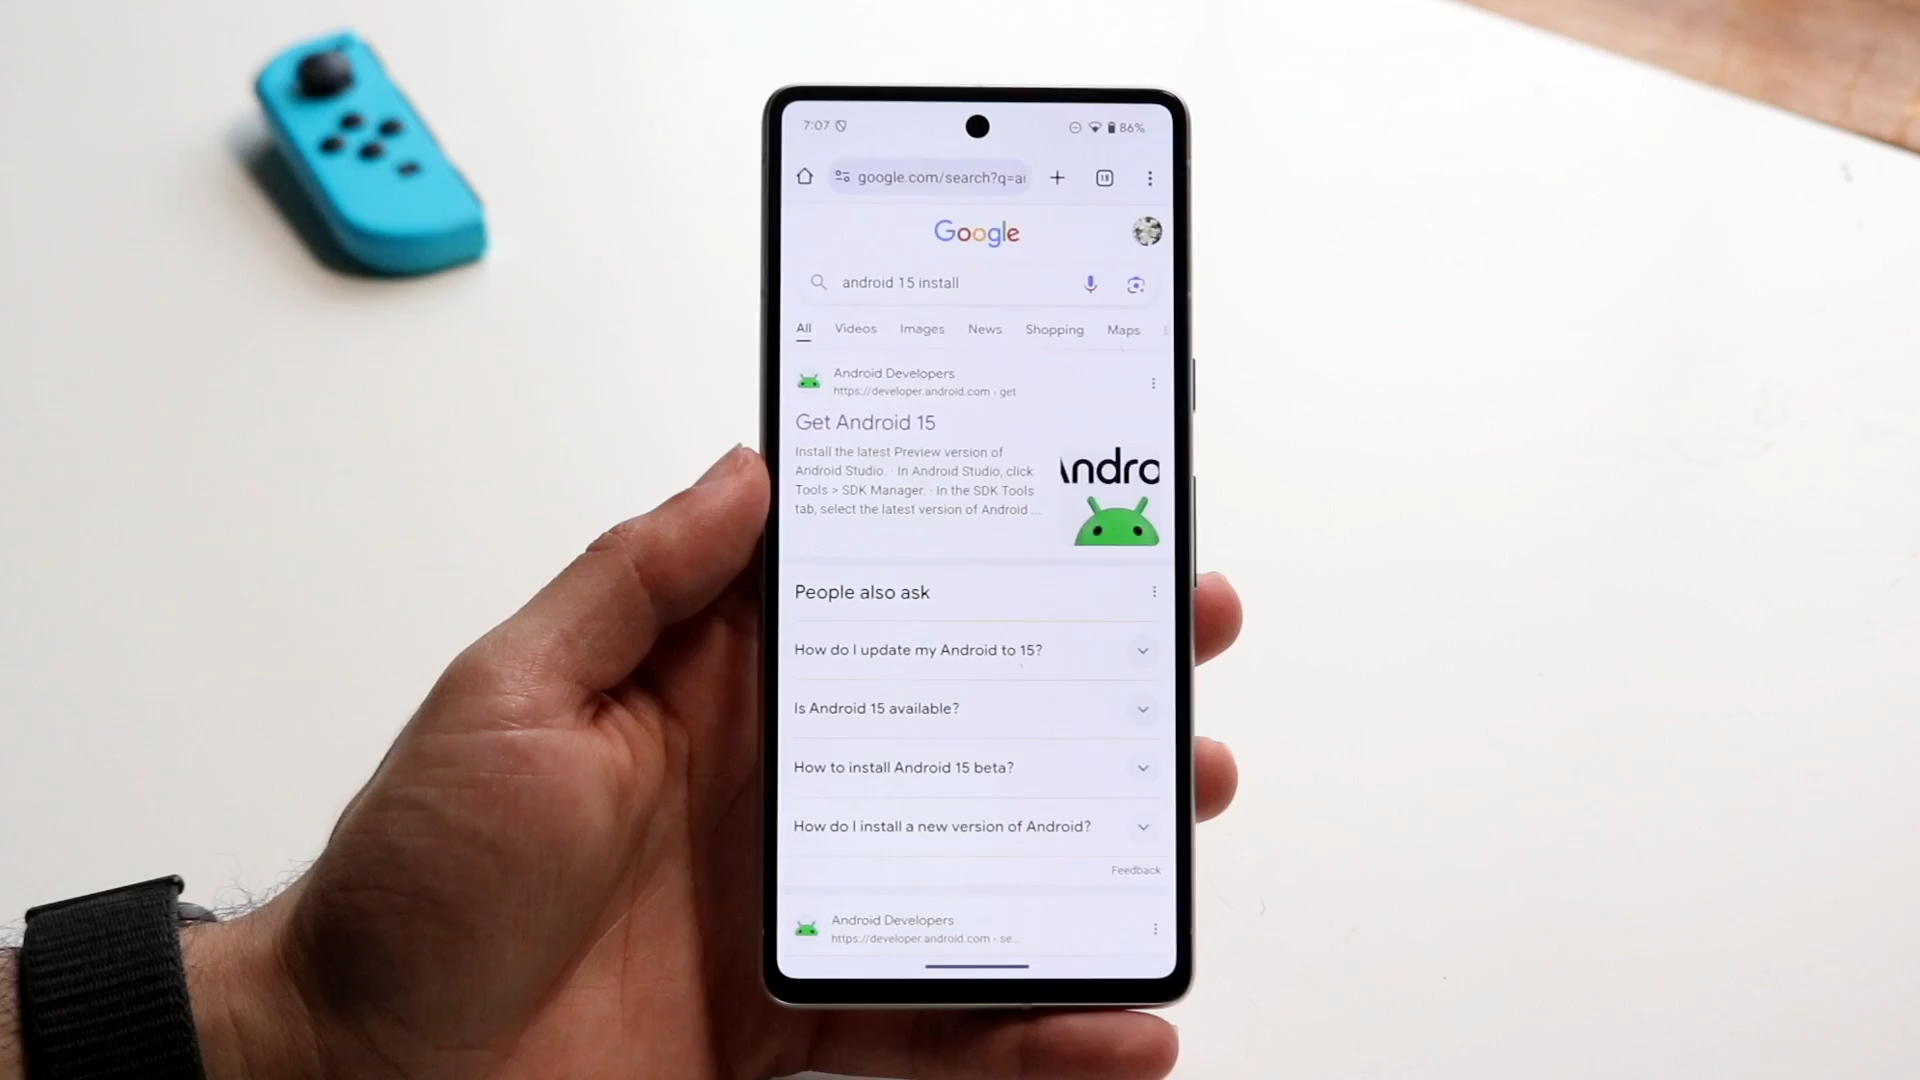 7:07
86%
google.com/search?q=a
18
Google
android 15 install
All Videos Images News Shopping Maps
Android Developers
https://developer.android.com › get
Get Android 15
Install the latest Preview version of
Android Studio. · In Android Studio, click
Tools > SDK Manager. · In the SDK Tools
tab, select the latest version of Android ...
Andro
People also ask
How do I update my Android to 15?
Is Android 15 available?
How to install Android 15 beta?
How do I install a new version of Android?
Feedback
Android Developers
https://developer.android.com › se...